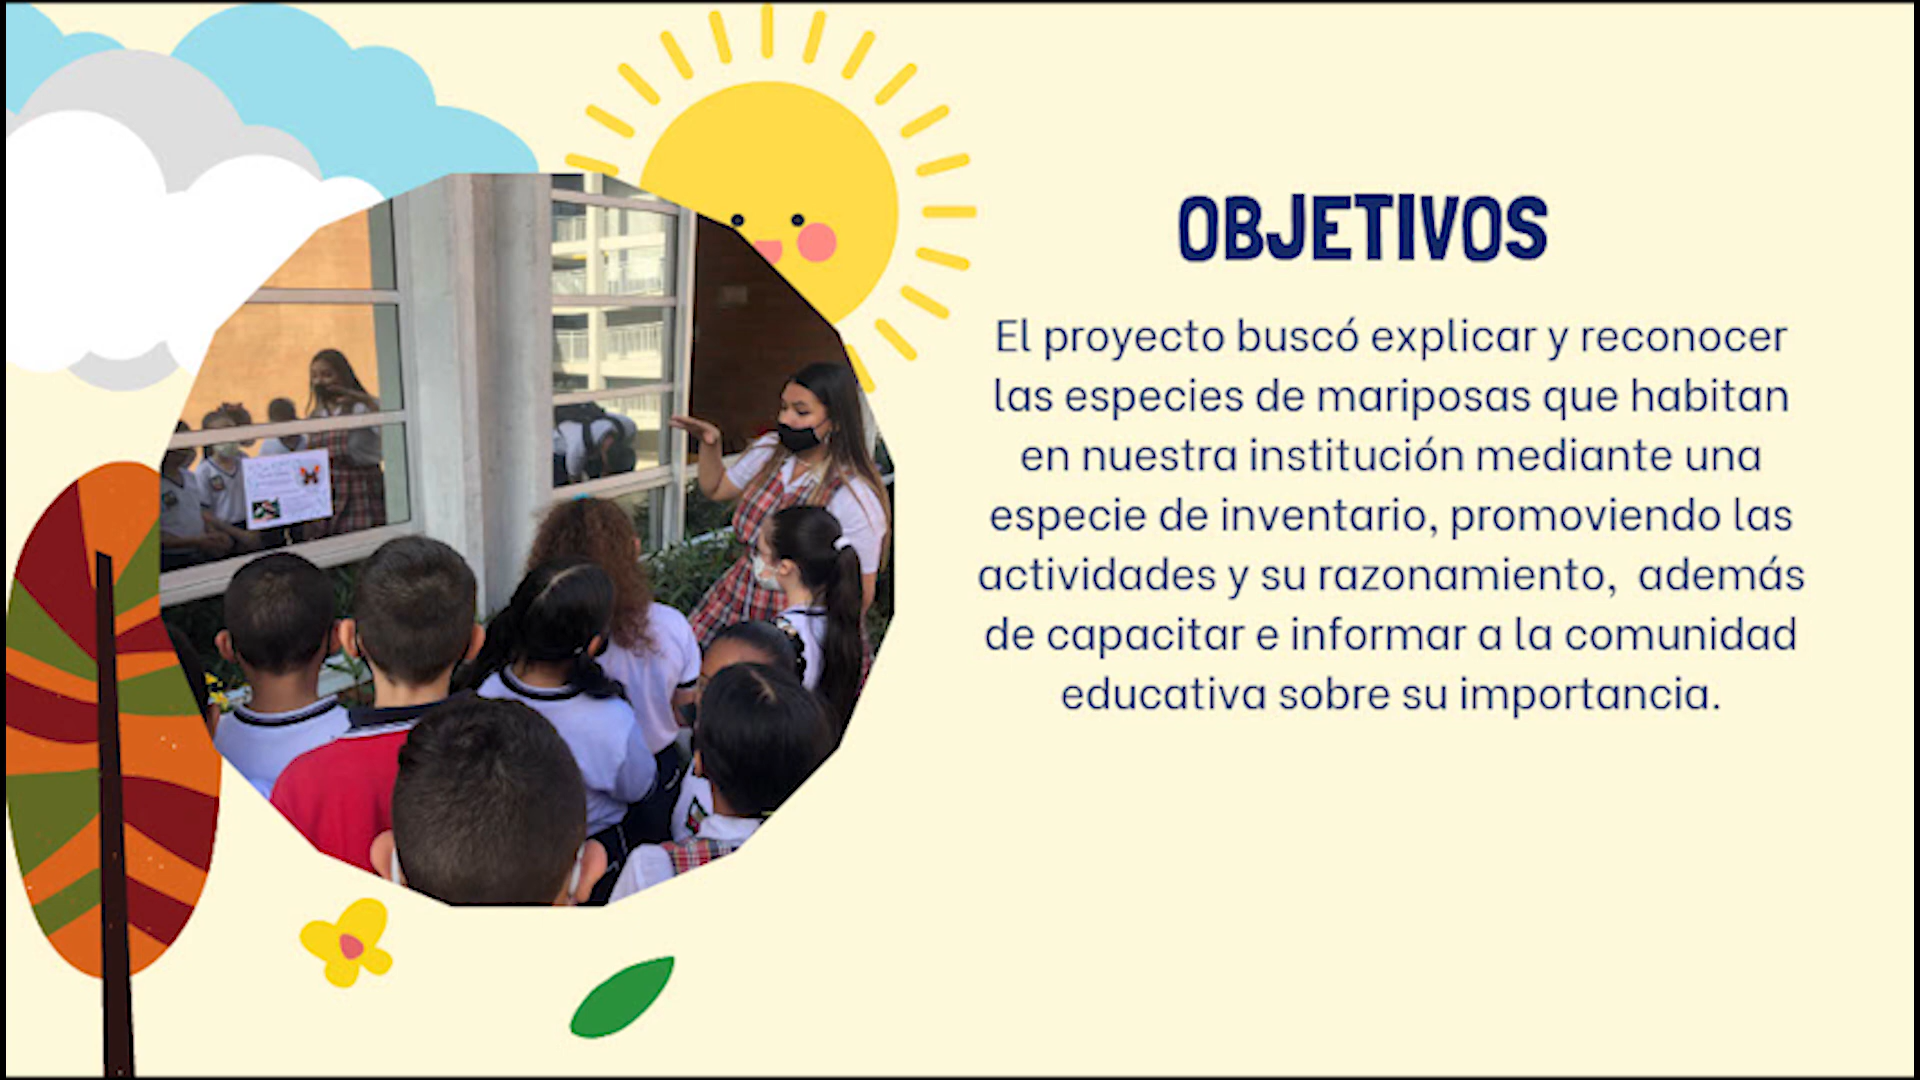 OBJETIVOS
El proyecto buscó explicar y reconocer
las especies de mariposas que habitan
en nuestra institución mediante una
especie de inventario, promoviendo las
actividades y su razonamiento, además
de capacitar e informar a la comunidad
educativa sobre su importancia.